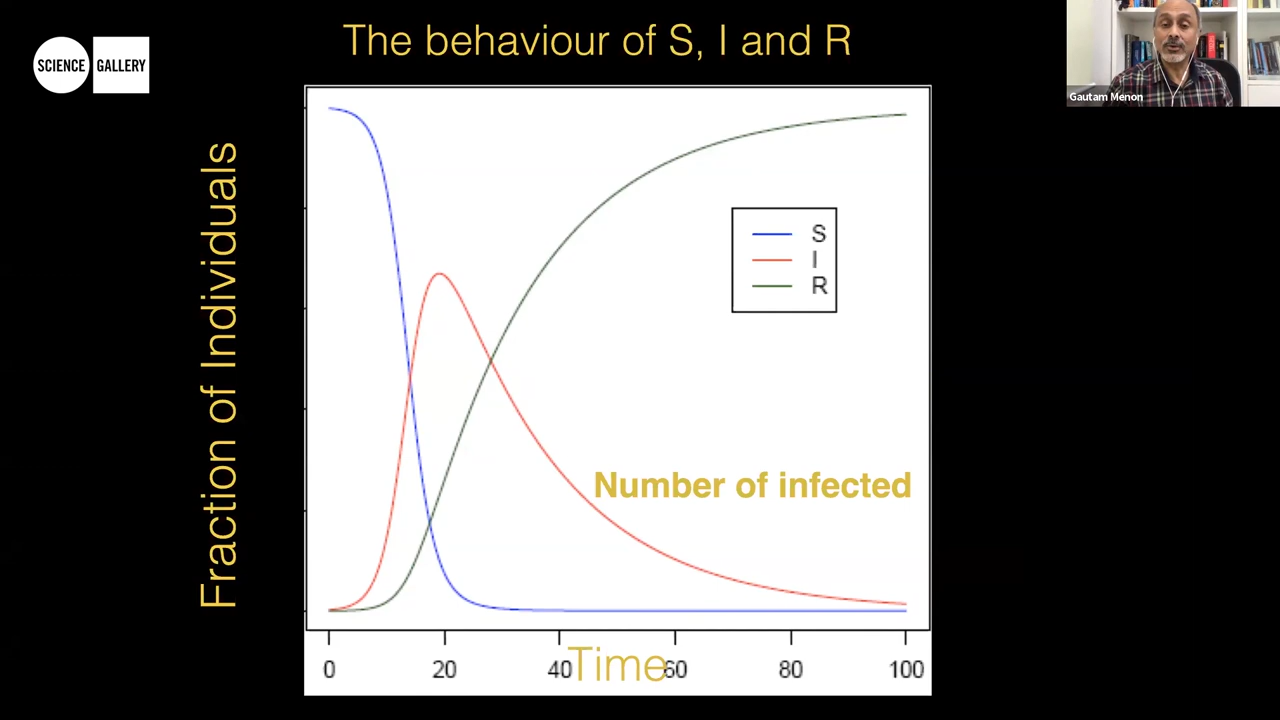 The behaviour of S, I and R
SCIENCE GALLERY
Gautam Menon
Fraction of Individuals
S
I
R
Number of infected
Time
0 20 40 60 80 100